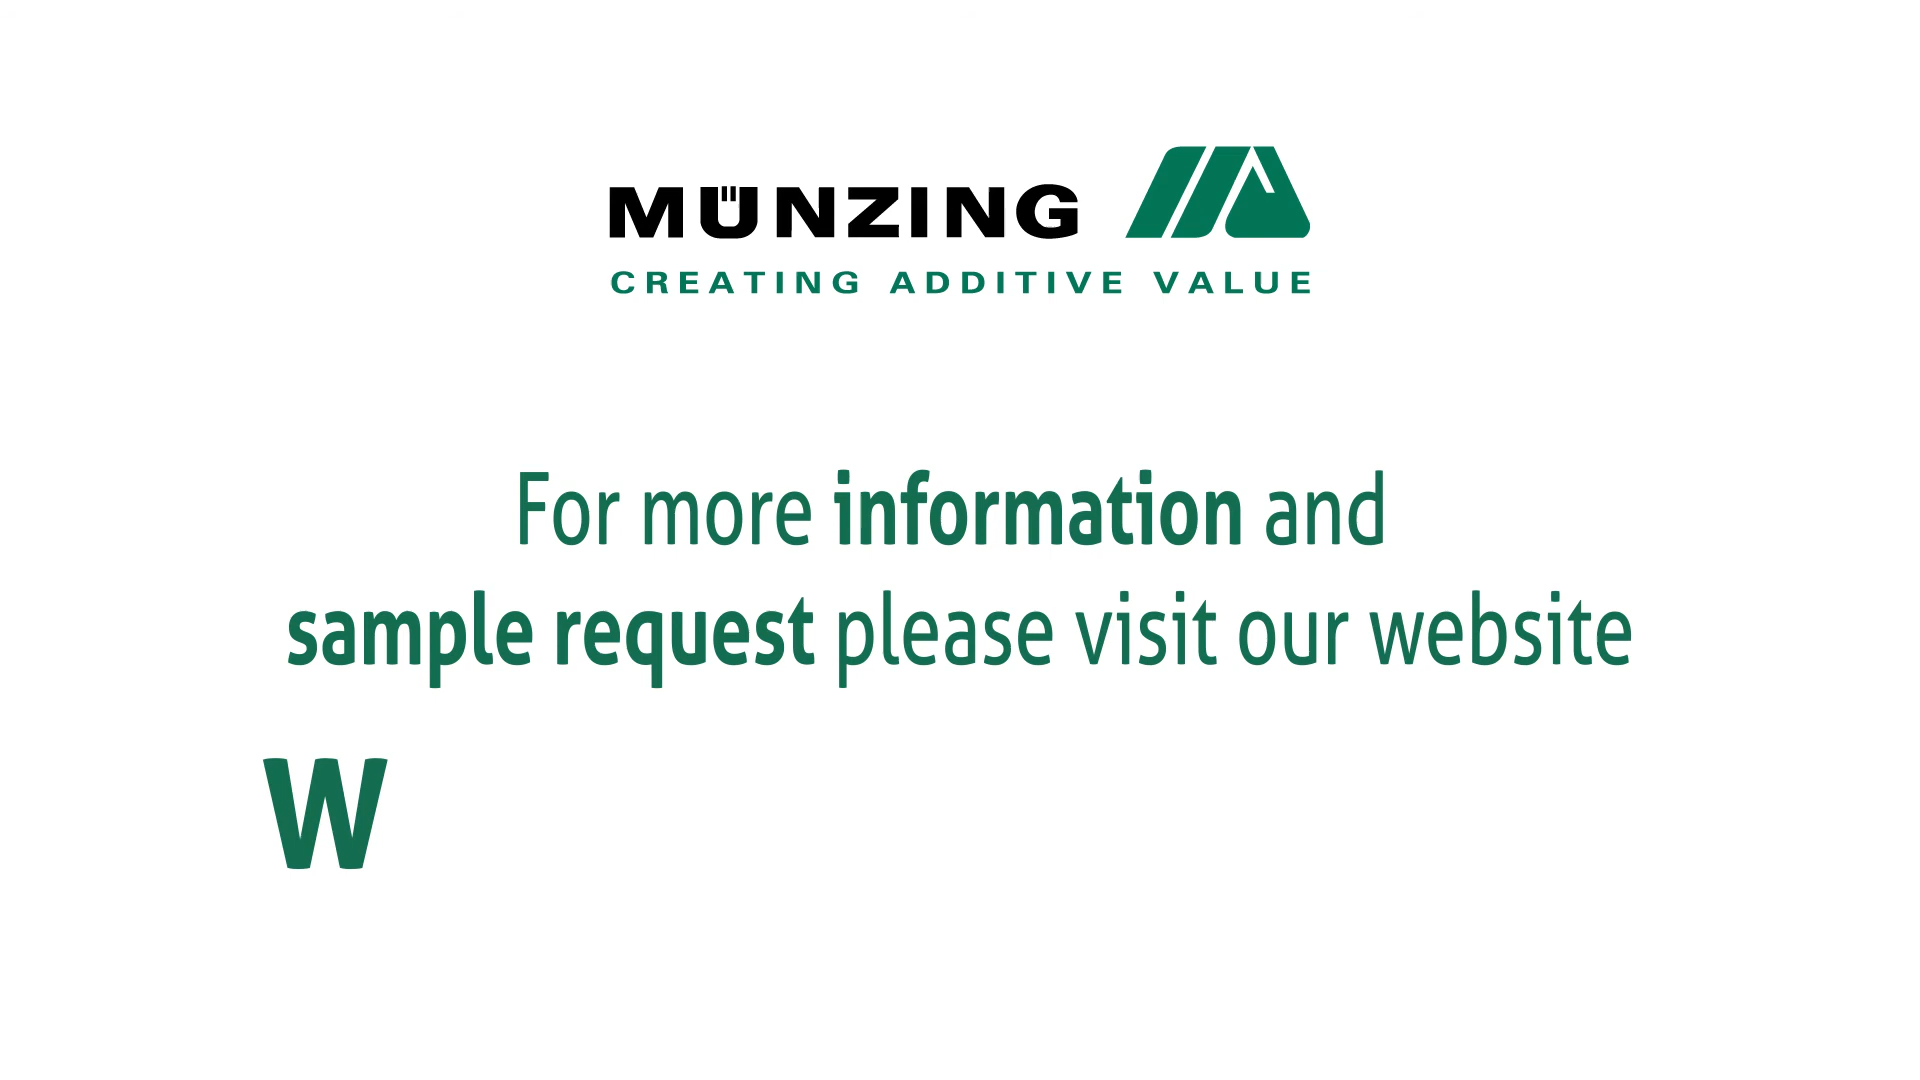 MÜNZING
CREATING ADDITIVE VALUE
For more information and
sample request please visit our website
W